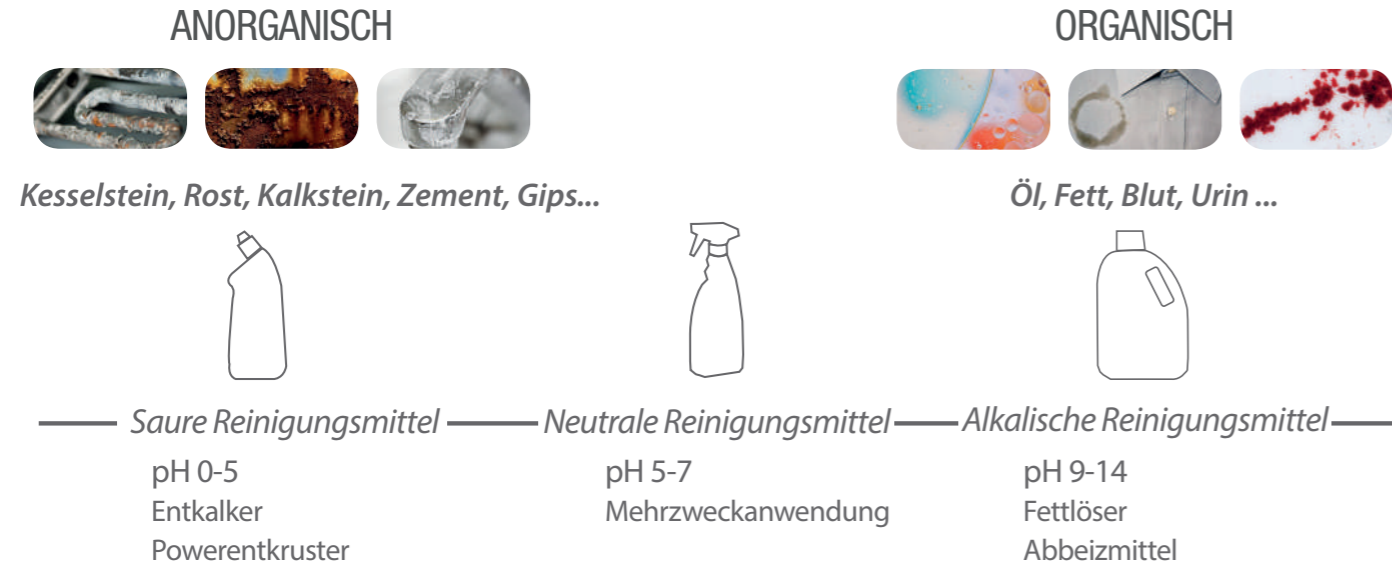 ANORGANISCH
ORGANISCH
Kesselstein, Rost, Kalkstein, Zement, Gips...
Öl, Fett, Blut, Urin ...
Saure Reinigungsmittel
Neutrale Reinigungsmittel
Alkalische Reinigungsmittel
pH 0-5
Entkalker
Powerentkruster
pH 5-7
Mehrzweckanwendung
pH 9-14
Fettlöser
Abbeizmittel